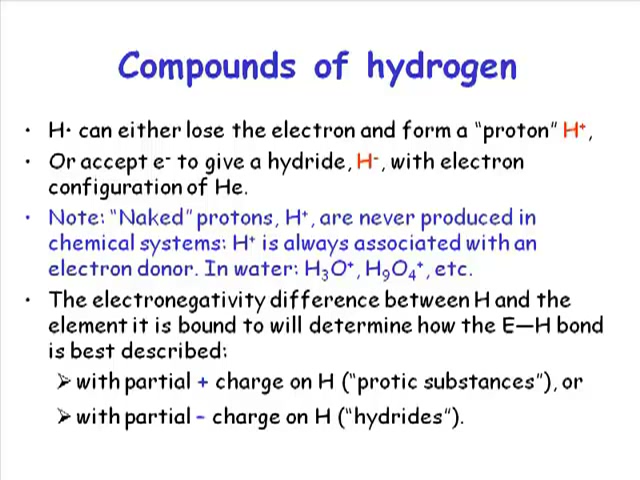 Compounds of hydrogen
• H• can either lose the electron and form a “proton” H⁺,
• Or accept e⁻ to give a hydride, H⁻, with electron
configuration of He.
• Note: “Naked” protons, H⁺, are never produced in
chemical systems: H⁺ is always associated with an
electron donor. In water: H₃O⁺, H₉O₄⁺, etc.
• The electronegativity difference between H and the
element it is bound to will determine how the E—H bond
is best described:
➢ with partial + charge on H (“protic substances”), or
➢ with partial - charge on H (“hydrides”).